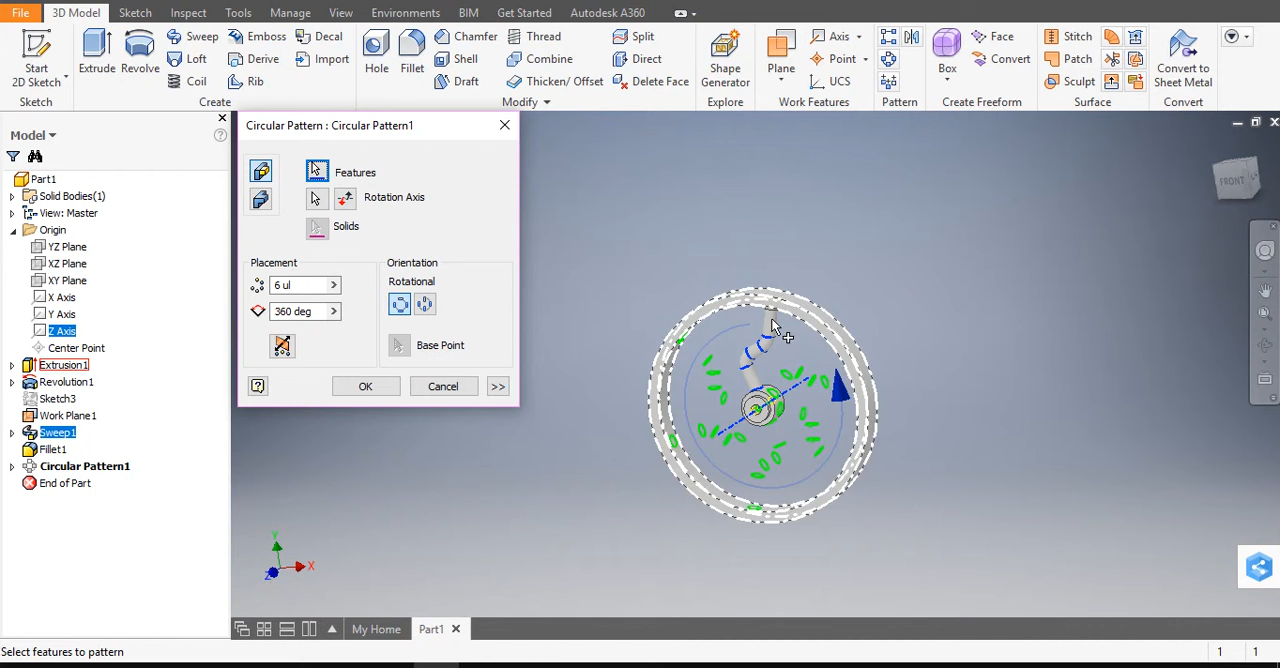 File 3D Model Sketch Inspect Tools Manage View Environments BIM Get Started Autodesk A360
Start 2D Sketch
Sketch
Extrude Revolve Sweep Emboss Decal
Loft Derive Import
Coil Rib
Create
Hole Fillet Chamfer Thread Split
Shell Combine Direct
Draft Thicken/ Offset Delete Face
Modify
Shape Generator
Explore
Plane Axis
Point
UCS
Work Features
Pattern
Box Face
Convert
Create Freeform
Stitch
Patch
Sculpt
Surface
Convert to Sheet Metal
Convert
Model
Part1
Solid Bodies(1)
View: Master
Origin
YZ Plane
XZ Plane
XY Plane
X Axis
Y Axis
Z Axis
Center Point
Extrusion1
Revolution1
Sketch3
Work Plane1
Sweep1
Fillet1
Circular Pattern1
End of Part
Circular Pattern : Circular Pattern1
Features
Rotation Axis
Solids
Placement
6 ul
360 deg
Orientation
Rotational
Base Point
OK Cancel >>
FRONT
Y
X
Z
My Home Part1
Select features to pattern 1 1